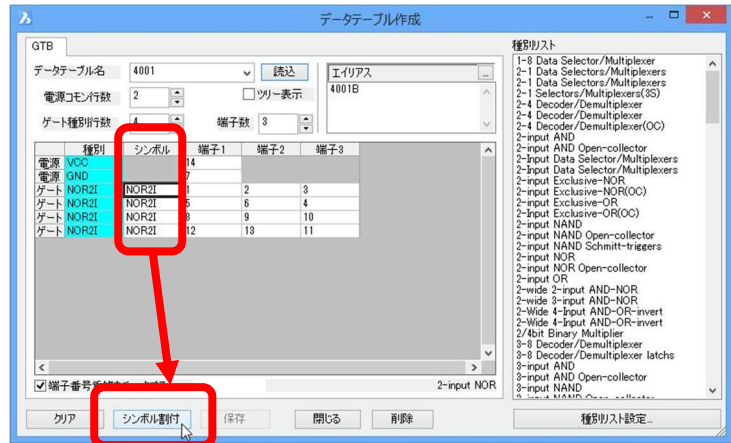 データテーブル作成
GTB
データテーブル名 4001 読込
電源コモン行数 2 ツリー表示
ゲート種別行数 4 端子数 3
エイリアス ...
4001B
種別 シンボル 端子1 端子2 端子3
電源 VCC 14
電源 GND 7
ゲート NOR2I NOR2I 1 2 3
ゲート NOR2I NOR2I 5 6 4
ゲート NOR2I NOR2I 8 9 10
ゲート NOR2I NOR2I 12 13 11
2-input NOR
クリア シンボル割付 保存 閉じる 削除
種別リスト
1-8 Data Selector/Multiplexer
2-1 Data Selector/Multiplexers
2-1 Data Selector/Multiplexers
2-1 Selectors/Multiplexers(3S)
2-4 Decoder/Demultiplexer
2-4 Decoder/Demultiplexer
2-4 Decoder/Demultiplexer(OC)
2-input AND
2-input AND Open-collector
2-Input Data Selector/Multiplexers
2-Input Data Selector/Multiplexers
2-input Exclusive-NOR
2-input Exclusive-NOR(OC)
2-input Exclusive-OR
2-Input Exclusive-OR(OC)
2-input NAND
2-input NAND Open-collector
2-input NAND Schmitt-triggers
2-input NOR
2-input NOR Open-collector
2-input OR
2-wide 2-input AND-NOR
2-wide 3-input AND-NOR
2-Wide 4-Input AND-OR-invert
2-Wide 4-Input AND-OR-invert
2/4bit Binary Multiplier
3-8 Decoder/Demultiplexer
3-8 Decoder/Demultiplexer latchs
3-input AND
3-input AND Open-collector
3-input NAND
種別リスト設定...